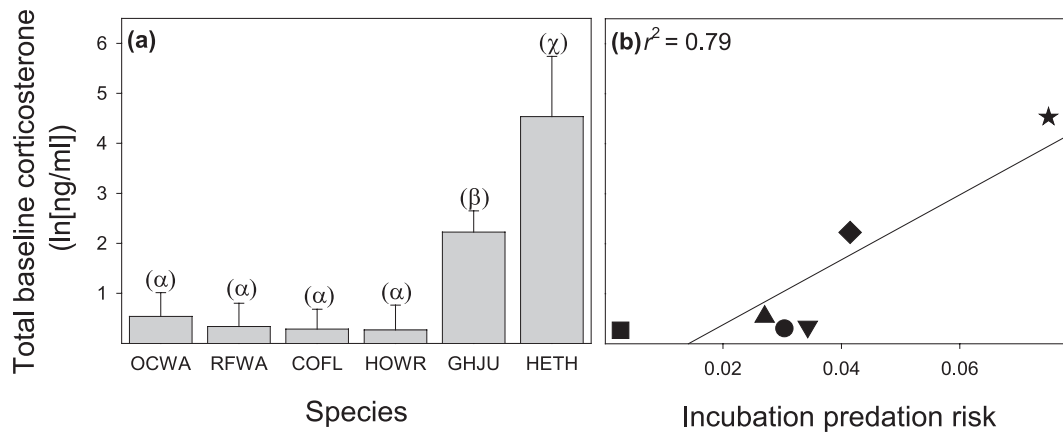 Total baseline corticosterone
(ln[ng/ml])
6
5
4
3
2
1
(a)
(α)
(α)
(α)
(α)
(β)
(χ)
OCWA RFWA COFL HOWR GHJU HETH
Species
(b) r² = 0.79
0.02 0.04 0.06
Incubation predation risk